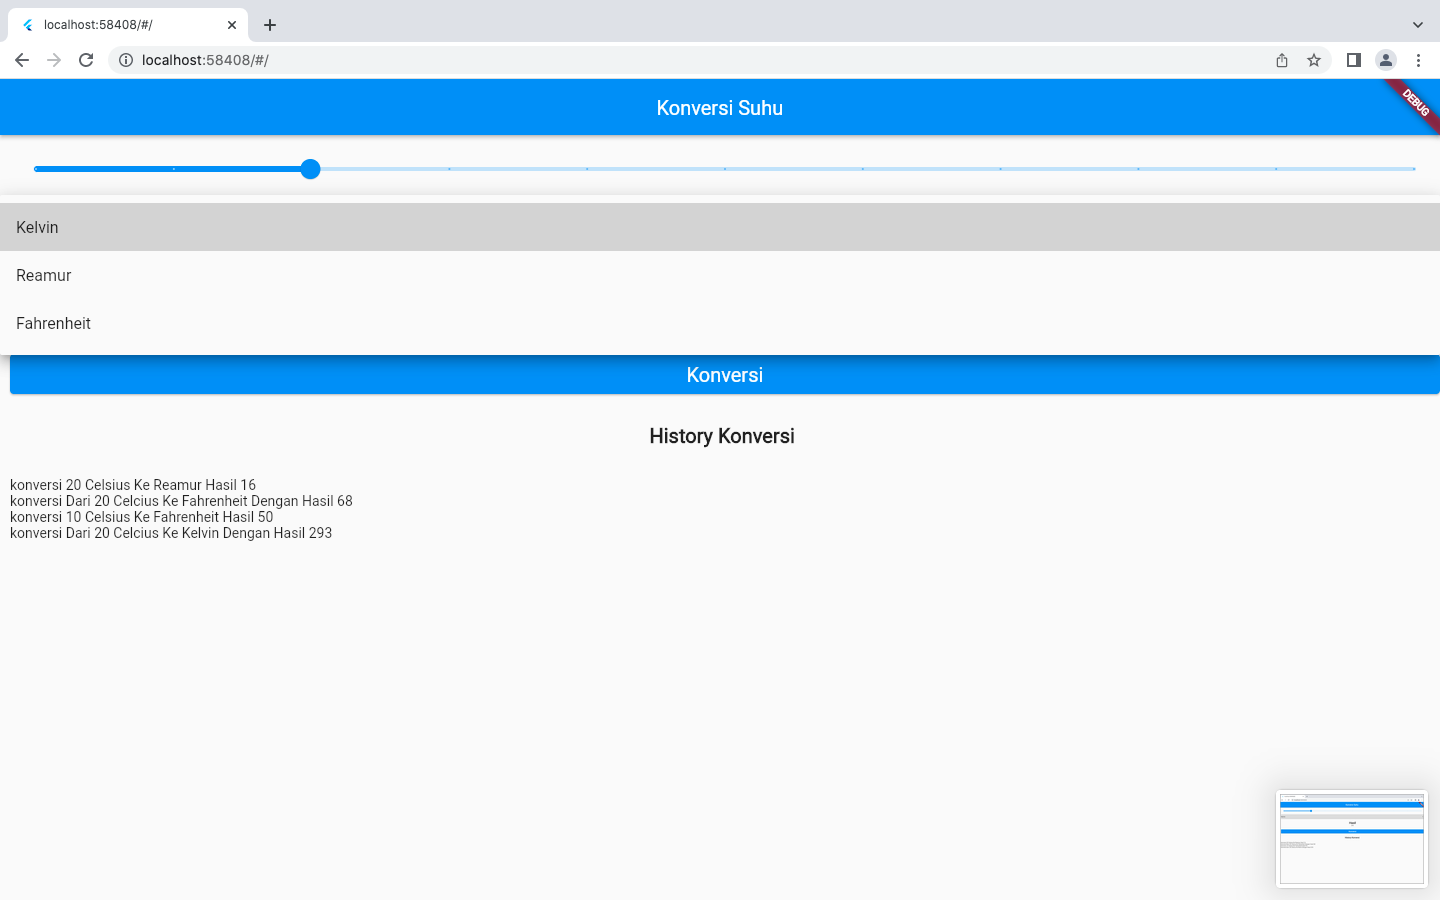 localhost:58408/#/
localhost:58408/#/
Konversi Suhu
DEBUG
Kelvin
Reamur
Fahrenheit
Konversi
History Konversi
konversi 20 Celsius Ke Reamur Hasil 16
konversi Dari 20 Celcius Ke Fahrenheit Dengan Hasil 68
konversi 10 Celsius Ke Fahrenheit Hasil 50
konversi Dari 20 Celcius Ke Kelvin Dengan Hasil 293